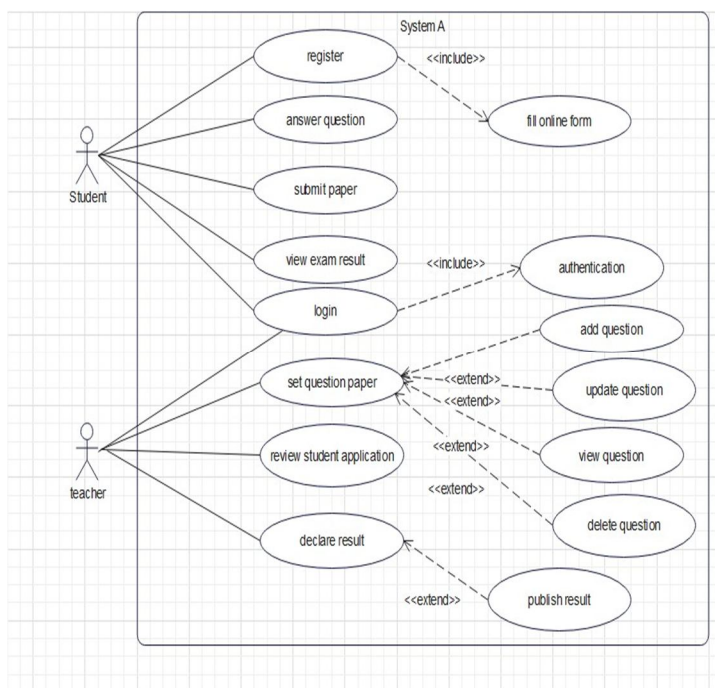 System A
register
<<include>>
fill online form
answer question
Student
submit paper
view exam result
<<include>>
authentication
login
add question
set question paper
<<extend>>
update question
<<extend>>
teacher
review student application
<<extend>>
view question
<<extend>>
delete question
declare result
<<extend>>
publish result